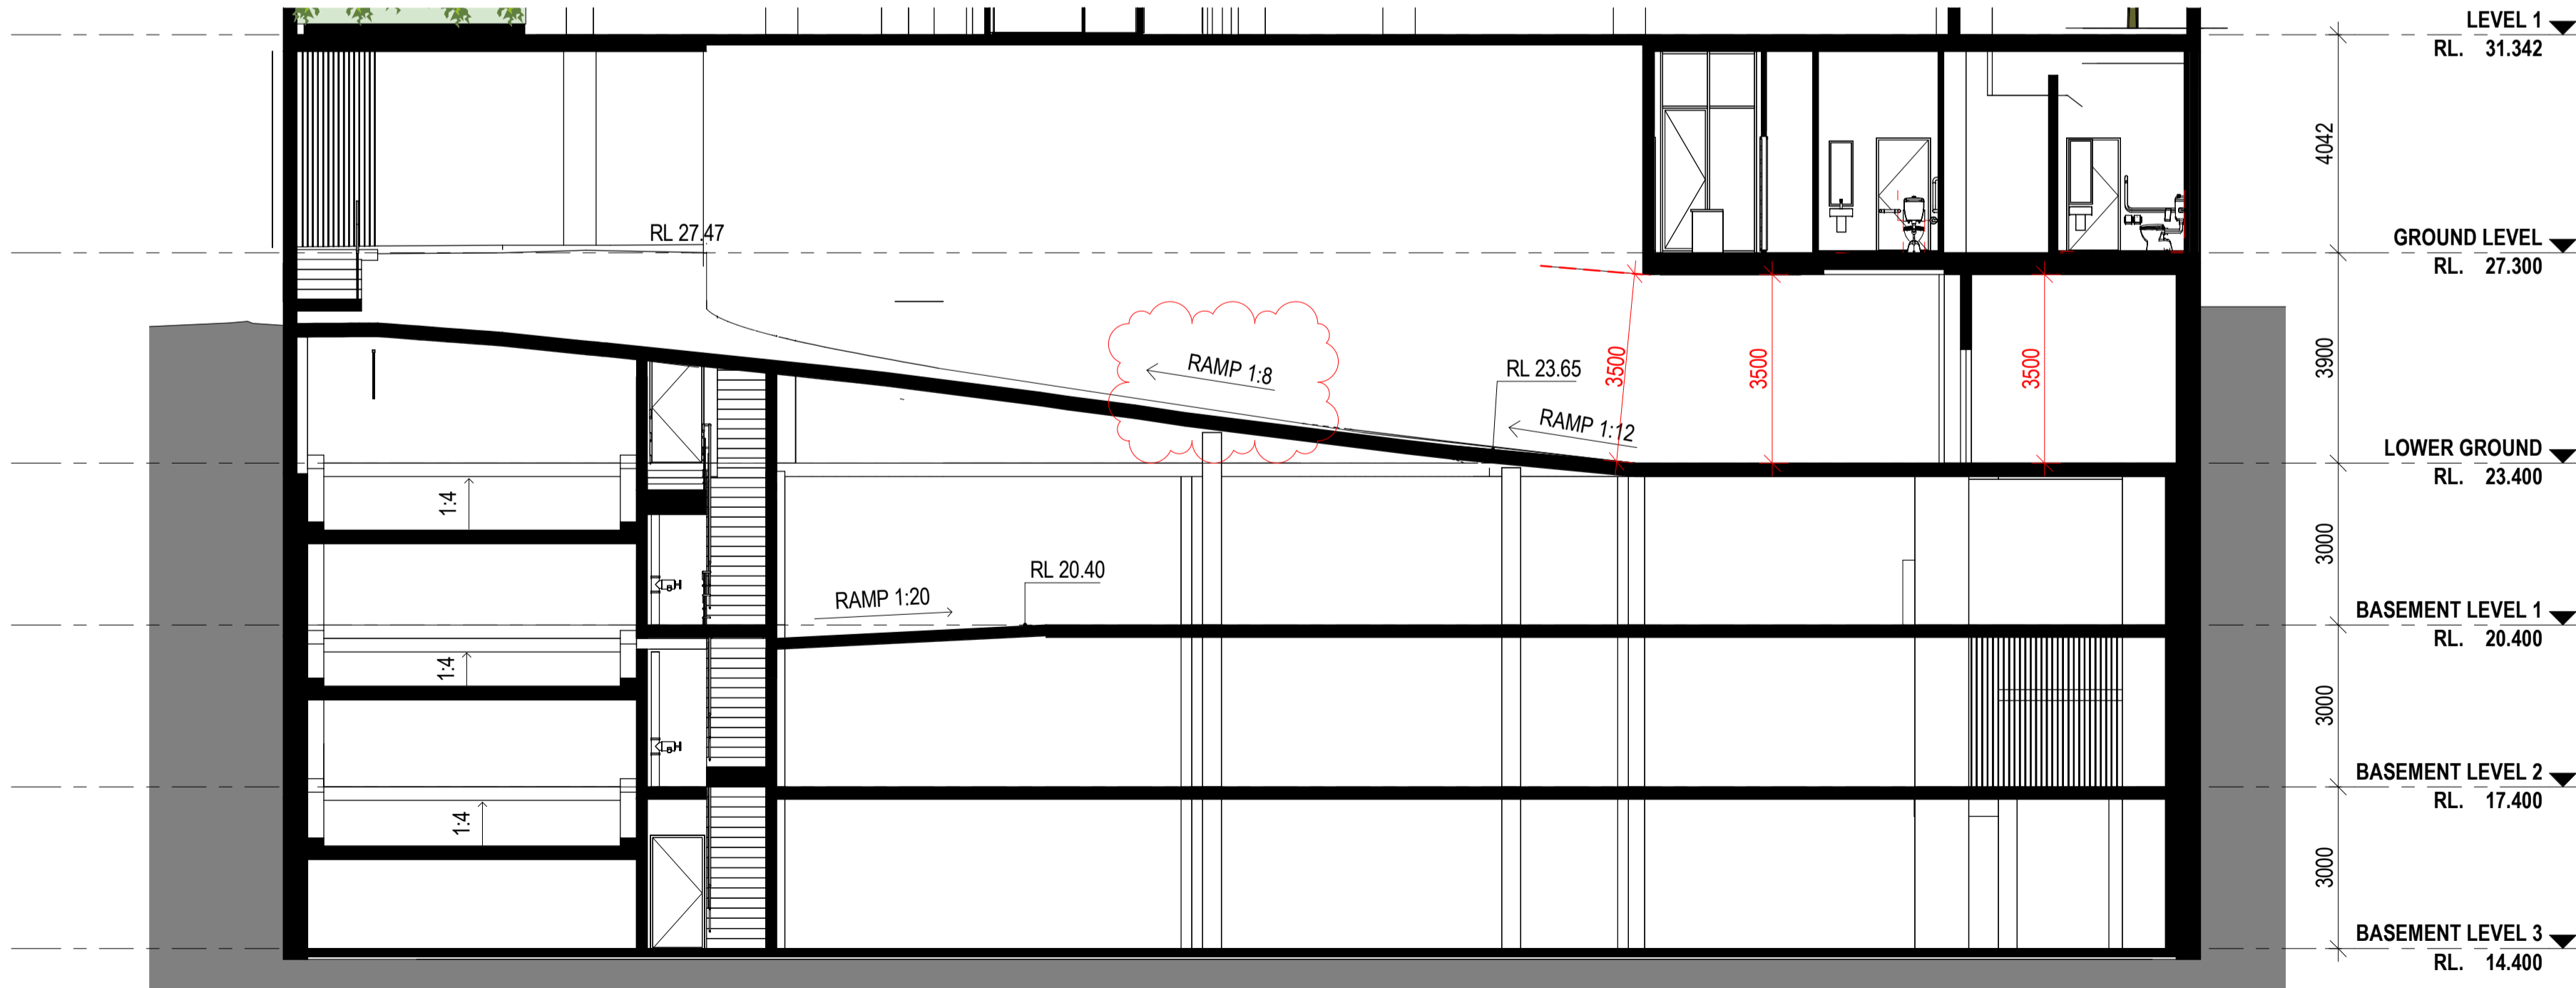 LEVEL 1
RL. 31.342
4042
RL 27.47
GROUND LEVEL
RL. 27.300
3500
3500
3500
3900
RAMP 1:8
RL 23.65
RAMP 1:12
LOWER GROUND
RL. 23.400
1:4
3000
RL 20.40
RAMP 1:20
BASEMENT LEVEL 1
RL. 20.400
1:4
3000
BASEMENT LEVEL 2
RL. 17.400
1:4
3000
BASEMENT LEVEL 3
RL. 14.400